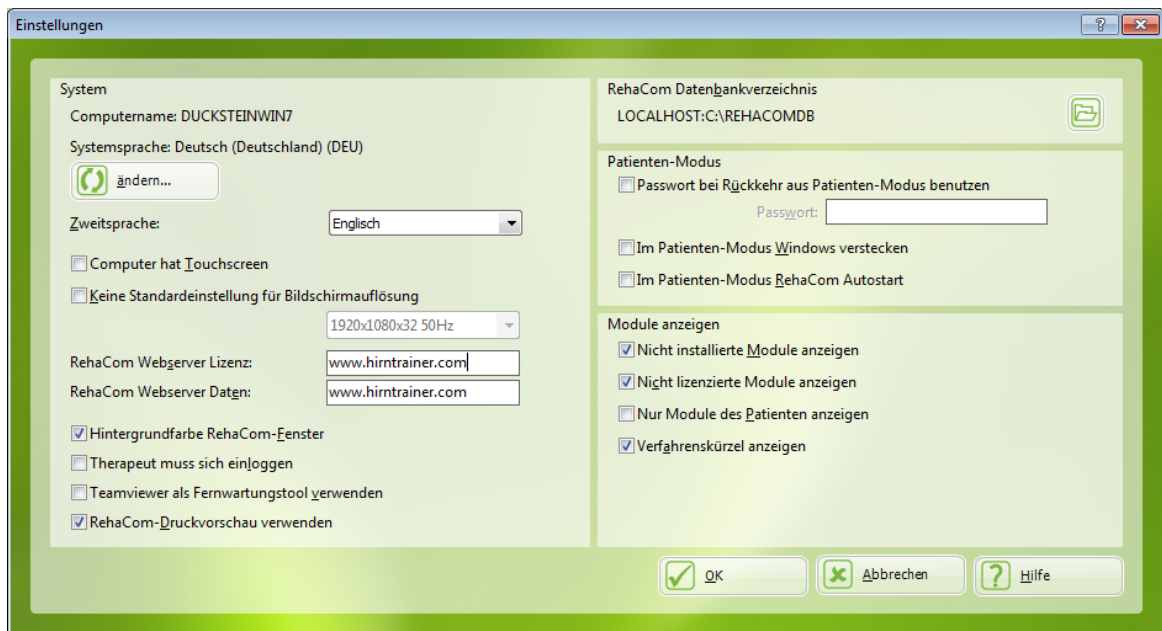 Einstellungen
System
Computername: DUCKSTEINWIN7
Systemsprache: Deutsch (Deutschland) (DEU)
ändern...
Zweitsprache: Englisch
Computer hat Touchscreen
Keine Standardeinstellung für Bildschirmauflösung
1920x1080x32 50Hz
RehaCom Webserver Lizenz: www.hirntrainer.com
RehaCom Webserver Daten: www.hirntrainer.com
Hintergrundfarbe RehaCom-Fenster
Therapeut muss sich einloggen
Teamviewer als Fernwartungstool verwenden
RehaCom-Druckvorschau verwenden
RehaCom Datenbankverzeichnis
LOCALHOST:C:\REHACOMDB
Patienten-Modus
Passwort bei Rückkehr aus Patienten-Modus benutzen
Passwort:
Im Patienten-Modus Windows verstecken
Im Patienten-Modus RehaCom Autostart
Module anzeigen
Nicht installierte Module anzeigen
Nicht lizenzierte Module anzeigen
Nur Module des Patienten anzeigen
Verfahrenskürzel anzeigen
OK Abbrechen Hilfe